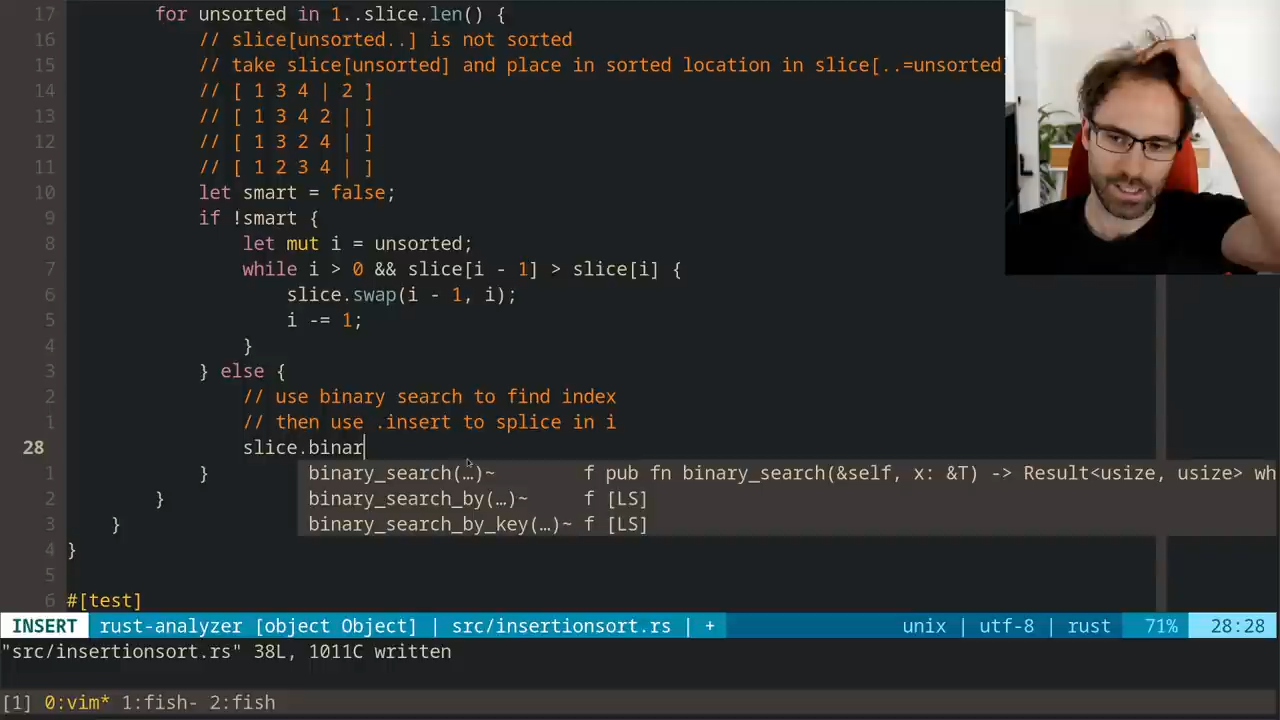 17 for unsorted in 1..slice.len() {
16 // slice[unsorted..] is not sorted
15 // take slice[unsorted] and place in sorted location in slice[..=unsorted]
14 // [ 1 3 4 | 2 ]
13 // [ 1 3 4 2 | ]
12 // [ 1 3 2 4 | ]
11 // [ 1 2 3 4 | ]
10 let smart = false;
9 if !smart {
8 let mut i = unsorted;
7 while i > 0 && slice[i - 1] > slice[i] {
6 slice.swap(i - 1, i);
5 i -= 1;
4 }
3 } else {
2 // use binary search to find index
1 // then use .insert to splice in i
28 slice.binar
1 } binary_search(…)~ f pub fn binary_search(&self, x: &T) -> Result<usize, usize> wh
2 } binary_search_by(…)~ f [LS]
3 } binary_search_by_key(…)~ f [LS]
4 }
5
6 #[test]
INSERT rust-analyzer [object Object] | src/insertionsort.rs | + unix | utf-8 | rust 71% 28:28
"src/insertionsort.rs" 38L, 1011C written
[1] 0:vim* 1:fish- 2:fish